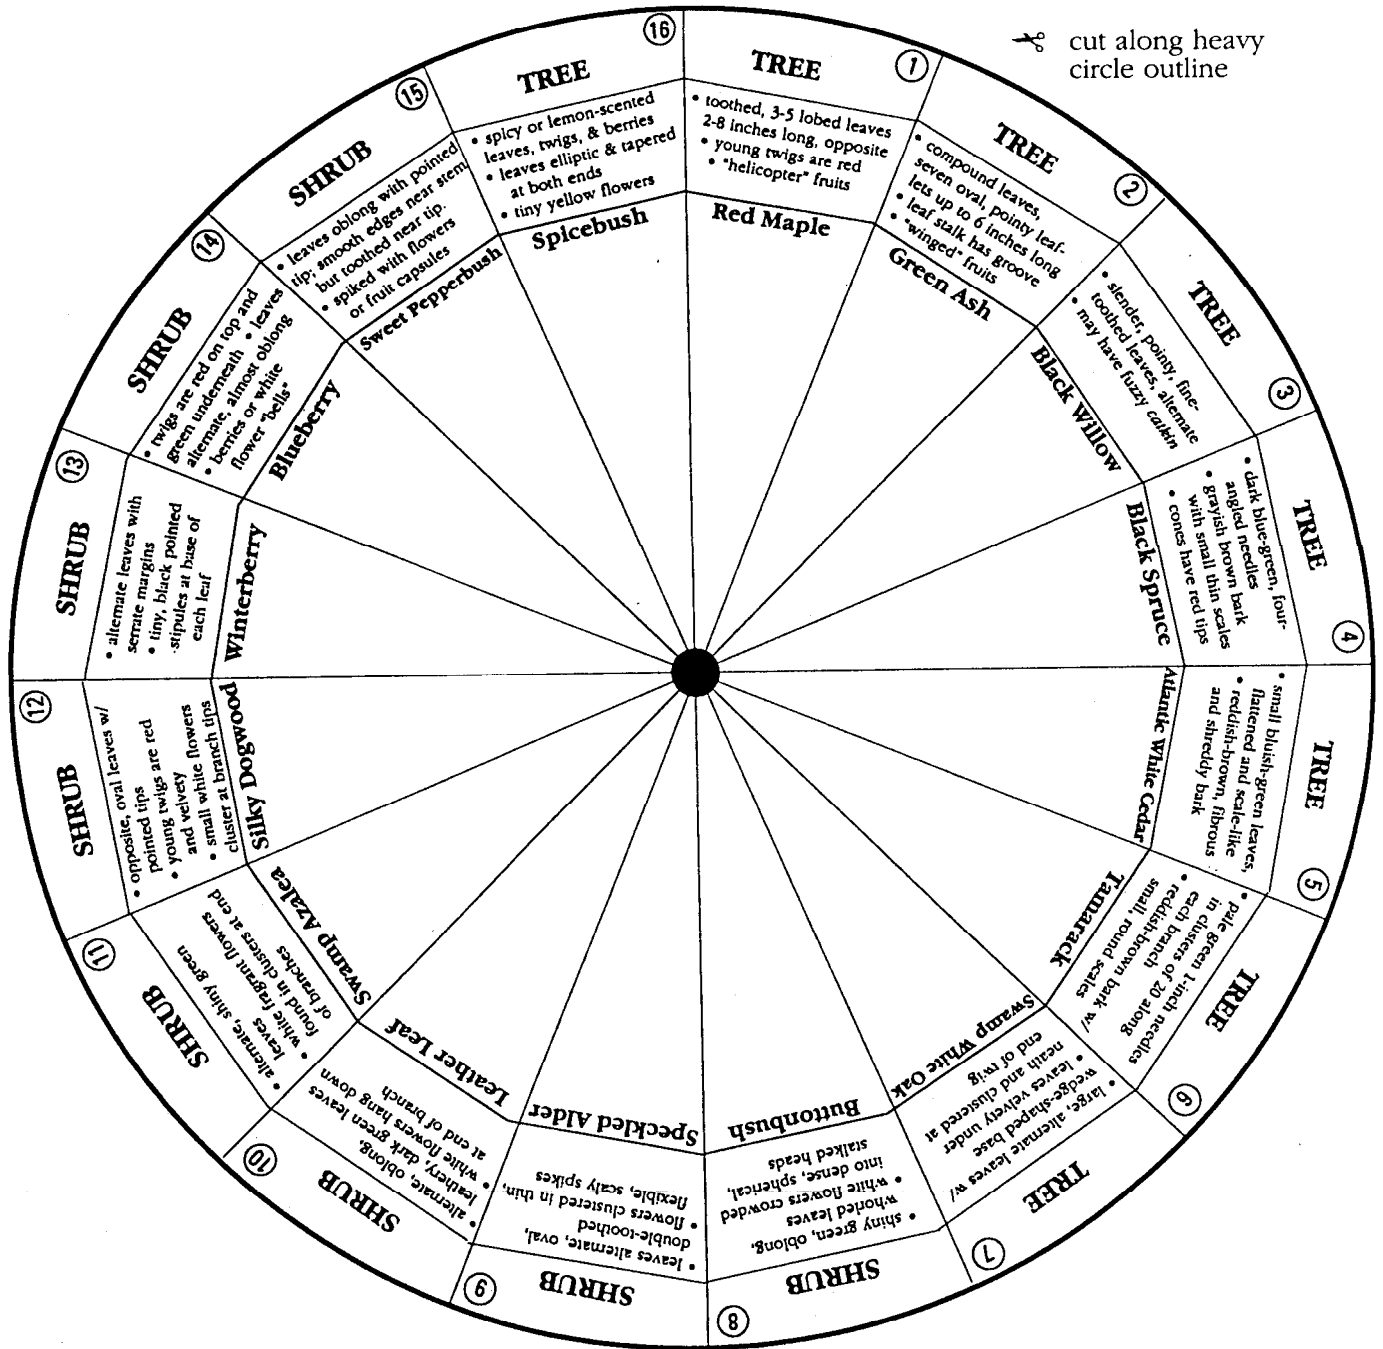 cut along heavy
circle outline
1
TREE
• toothed, 3-5 lobed leaves
2-8 inches long, opposite
• young twigs are red
• "helicopter" fruits
Red Maple
2
TREE
• compound leaves,
seven oval, pointy leaf-
lets up to 6 inches long
• leaf stalk has groove
• "winged" fruits
Green Ash
3
TREE
• slender, pointy, fine-
toothed leaves, alternate
• may have fuzzy catkin
Black Willow
4
TREE
• dark blue-green, four-
angled needles
• grayish brown bark
with small thin scales
• cones have red tips
Black Spruce
5
TREE
• small bluish-green leaves,
flattened and scale-like
• reddish-brown, fibrous
and shreddy bark
Atlantic White Cedar
6
TREE
• pale green 1-inch needles
in clusters of 20 along
each branch
• reddish-brown bark w/
small, round scales
Tamarack
7
TREE
• large, alternate leaves w/
wedge-shaped base
• leaves velvety under
neath and clustered at
end of twig
Swamp White Oak
8
SHRUB
• shiny green, oblong,
whorled leaves
• white flowers crowded
into dense, spherical,
stalked heads
Buttonbush
9
SHRUB
• leaves alternate, oval,
double-toothed
• flowers clustered in thin,
flexible, scaly spikes
Speckled Alder
10
SHRUB
• alternate, oblong,
leathery, dark green leaves
• white flowers hang down
at end of branch
Leather Leaf
11
SHRUB
• alternate, shiny green
leaves
• white fragrant flowers
found in clusters at end
of branches
Swamp Azalea
12
SHRUB
• opposite, oval leaves w/
pointed tips
• young twigs are red
and velvety
• small white flowers
cluster at branch tips
Silky Dogwood
13
SHRUB
• alternate leaves with
serrate margins
• tiny, black pointed
stipules at base of
each leaf
Winterberry
14
SHRUB
• twigs are red on top and
green underneath • leaves
alternate, almost oblong
• berries or white
flower "bells"
Blueberry
15
SHRUB
• leaves oblong with pointed
tip; smooth edges near stem
but toothed near tip.
• spiked with flowers
or fruit capsules
Sweet Pepperbush
16
TREE
• spicy or lemon-scented
leaves, twigs, & berries
• leaves elliptic & tapered
at both ends
• tiny yellow flowers
Spicebush